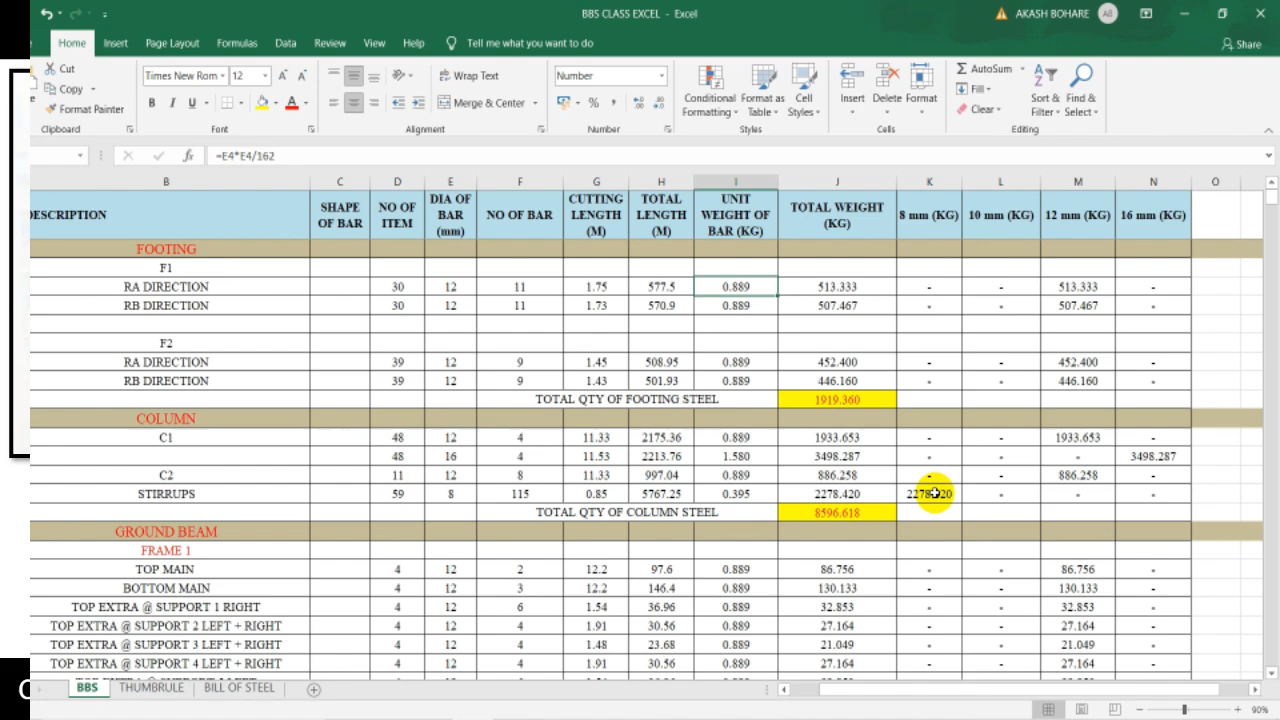 BBS CLASS EXCEL - Excel
AKASH BOHARE AB
Home Insert Page Layout Formulas Data Review View Help Tell me what you want to do Share
Cut
Copy
Format Painter
Clipboard
Times New Rom 12
B I U
Font
Wrap Text
Merge & Center
Alignment
Number
Number
Conditional Formatting
Format as Table
Cell Styles
Styles
Insert Delete Format
Cells
AutoSum
Fill
Clear
Sort & Filter
Find & Select
Editing
fx =E4*E4/162
B C D E F G H I J K L M N O
DESCRIPTION SHAPE OF BAR NO OF ITEM DIA OF BAR (mm) NO OF BAR CUTTING LENGTH (M) TOTAL LENGTH (M) UNIT WEIGHT OF BAR (KG) TOTAL WEIGHT (KG) 8 mm (KG) 10 mm (KG) 12 mm (KG) 16 mm (KG)
FOOTING
F1
RA DIRECTION 30 12 11 1.75 577.5 0.889 513.333 - - 513.333 -
RB DIRECTION 30 12 11 1.73 570.9 0.889 507.467 - - 507.467 -
F2
RA DIRECTION 39 12 9 1.45 508.95 0.889 452.400 - - 452.400 -
RB DIRECTION 39 12 9 1.43 501.93 0.889 446.160 - - 446.160 -
TOTAL QTY OF FOOTING STEEL 1919.360
COLUMN
C1 48 12 4 11.33 2175.36 0.889 1933.653 - - 1933.653 -
48 16 4 11.53 2213.76 1.580 3498.287 - - - 3498.287
C2 11 12 8 11.33 997.04 0.889 886.258 - - 886.258 -
STIRRUPS 59 8 115 0.85 5767.25 0.395 2278.420 2278.420 - - -
TOTAL QTY OF COLUMN STEEL 8596.618
GROUND BEAM
FRAME 1
TOP MAIN 4 12 2 12.2 97.6 0.889 86.756 - - 86.756 -
BOTTOM MAIN 4 12 3 12.2 146.4 0.889 130.133 - - 130.133 -
TOP EXTRA @ SUPPORT 1 RIGHT 4 12 6 1.54 36.96 0.889 32.853 - - 32.853 -
TOP EXTRA @ SUPPORT 2 LEFT + RIGHT 4 12 4 1.91 30.56 0.889 27.164 - - 27.164 -
TOP EXTRA @ SUPPORT 3 LEFT + RIGHT 4 12 4 1.48 23.68 0.889 21.049 - - 21.049 -
TOP EXTRA @ SUPPORT 4 LEFT + RIGHT 4 12 4 1.91 30.56 0.889 27.164 - - 27.164 -
BBS THUMBRULE BILL OF STEEL
90%